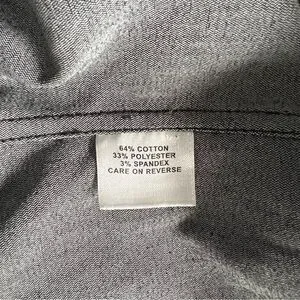 64% COTTON
33% POLYESTER
3% SPANDEX
CARE ON REVERSE